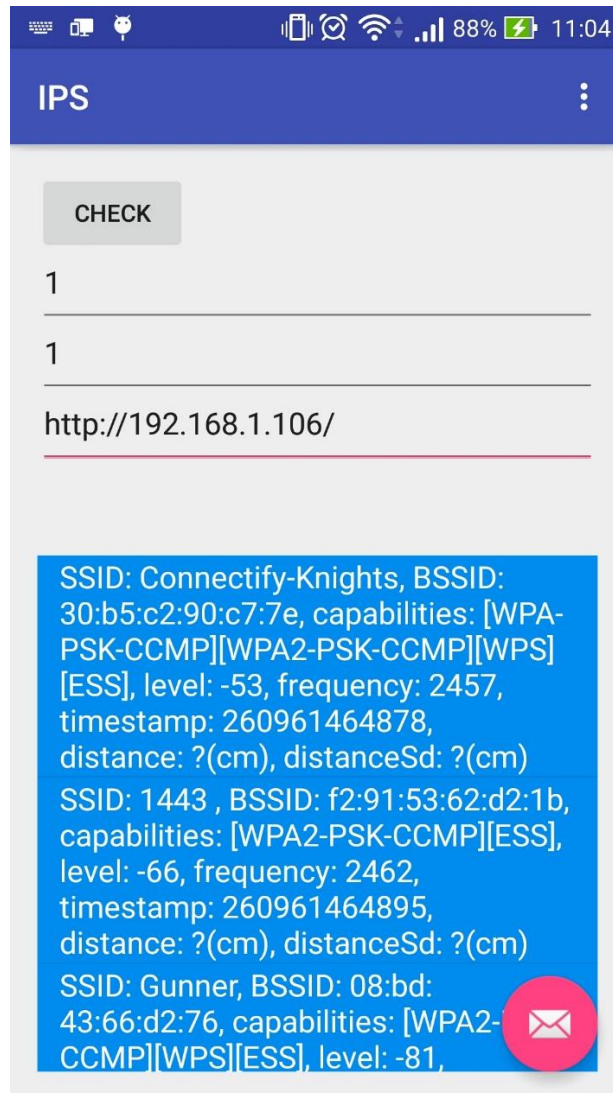 88% 11:04
IPS
CHECK
1
1
http://192.168.1.106/
SSID: Connectify-Knights, BSSID:
30:b5:c2:90:c7:7e, capabilities: [WPA-
PSK-CCMP][WPA2-PSK-CCMP][WPS]
[ESS], level: -53, frequency: 2457,
timestamp: 260961464878,
distance: ?(cm), distanceSd: ?(cm)
SSID: 1443 , BSSID: f2:91:53:62:d2:1b,
capabilities: [WPA2-PSK-CCMP][ESS],
level: -66, frequency: 2462,
timestamp: 260961464895,
distance: ?(cm), distanceSd: ?(cm)
SSID: Gunner, BSSID: 08:bd:
43:66:d2:76, capabilities: [WPA2-
CCMP][WPS][ESS], level: -81,